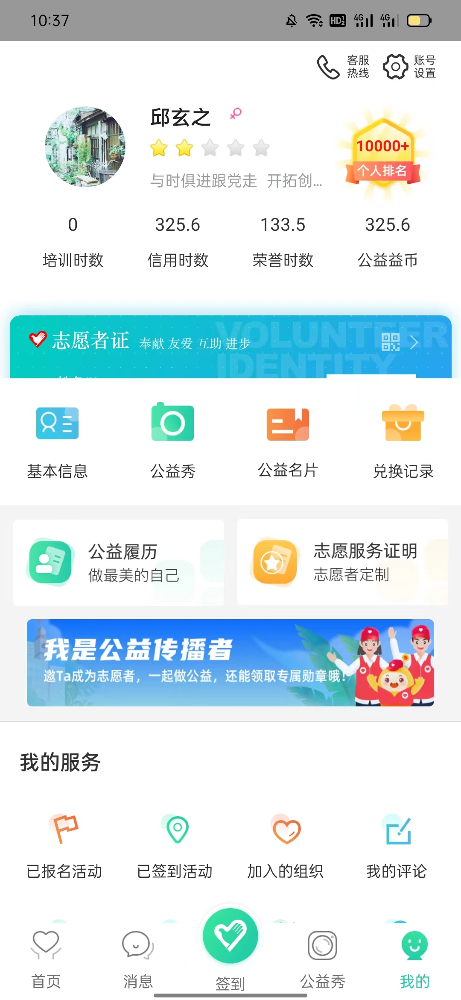 10:37
HD 1 2 4G 4G
客服热线
账号设置
邱玄之
10000+
个人排名
与时俱进跟党走 开拓创...
0 325.6 133.5 325.6
培训时数 信用时数 荣誉时数 公益益币
VOLUNTEER
IDENTITY
志愿者证 奉献 友爱 互助 进步
基本信息 公益秀 公益名片 兑换记录
公益履历
做最美的自己
志愿服务证明
志愿者定制
我是公益传播者
邀Ta成为志愿者，一起做公益，还能领取专属勋章哦！
我的服务
已报名活动 已签到活动 加入的组织 我的评论
首页 消息 签到 公益秀 我的